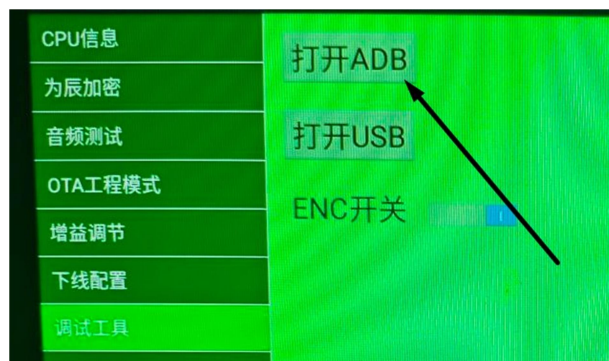 CPU信息
为辰加密
音频测试
OTA工程模式
增益调节
下线配置
调试工具
打开ADB
打开USB
ENC开关